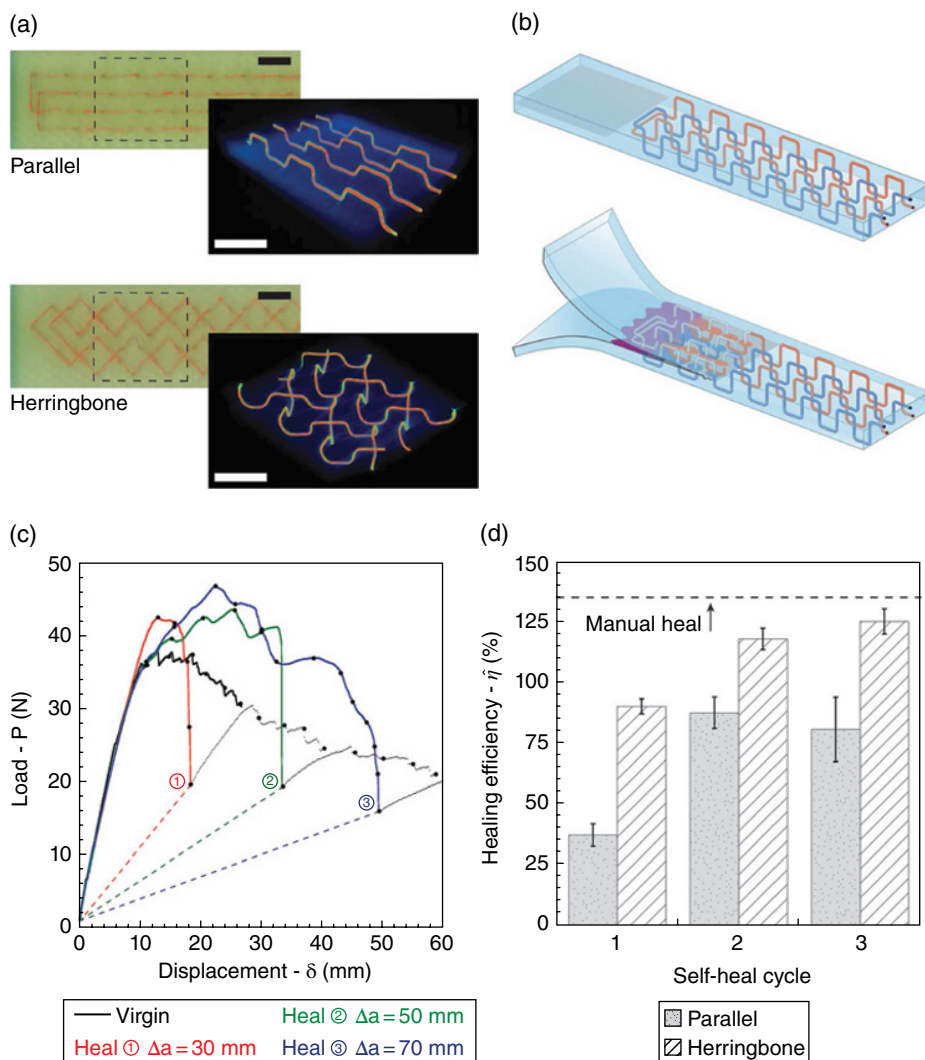 (a)
Parallel
Herringbone
(b)
(c)
50
40
30
20
10
0
Load - P (N)
0 10 20 30 40 50 60
①
②
③
Displacement - δ (mm)
Virgin
Heal ② Δa = 50 mm
Heal ① Δa = 30 mm
Heal ③ Δa = 70 mm
(d)
150
125
100
75
50
25
0
Healing efficiency - η̂ (%)
Manual heal
1 2 3
Self-heal cycle
Parallel
Herringbone